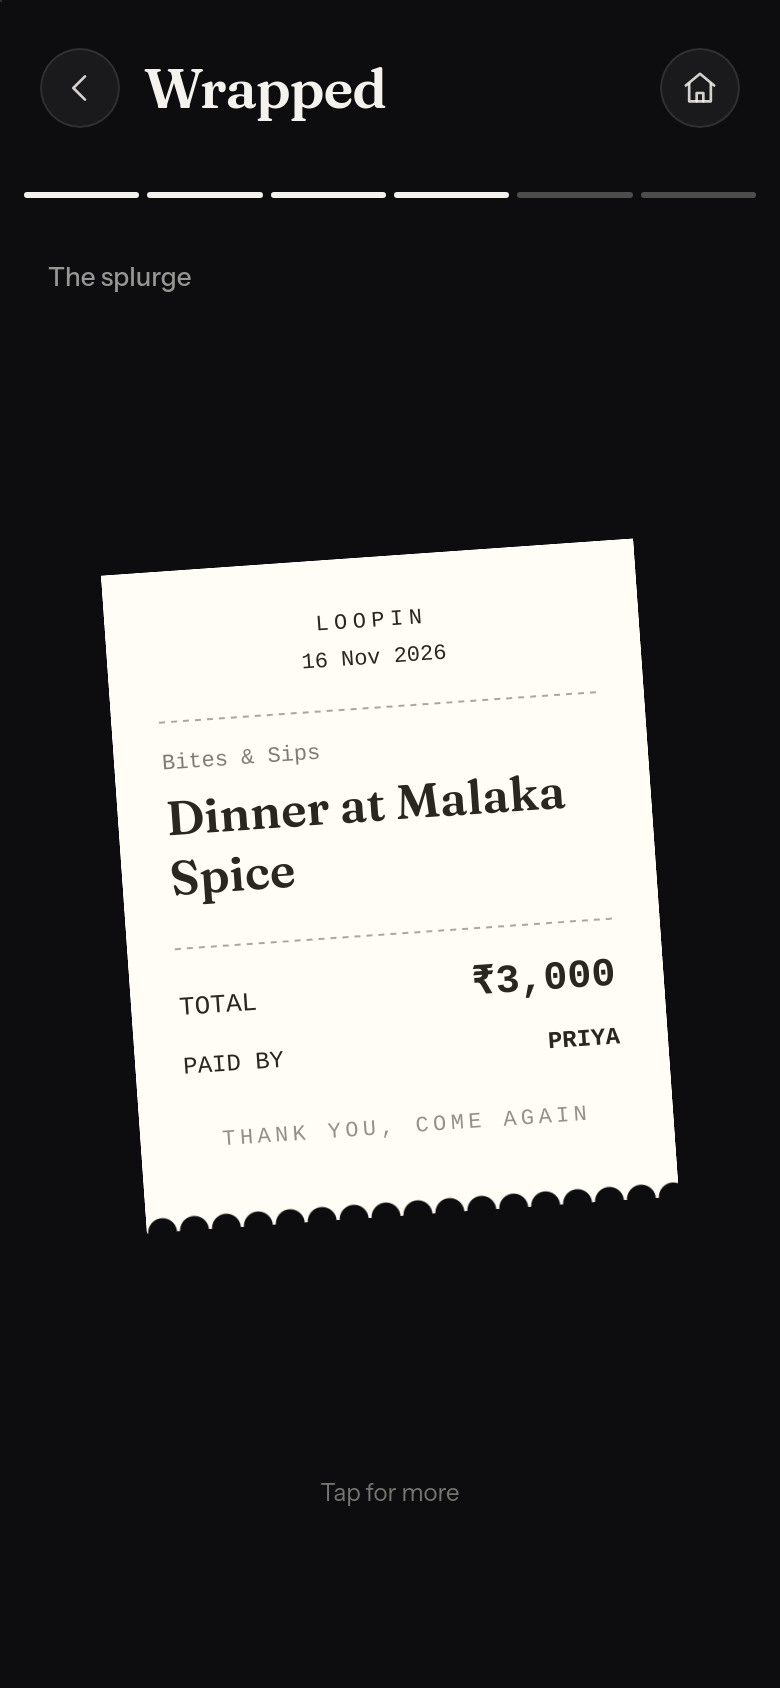 Wrapped
The splurge
LOOPIN
16 Nov 2026
Bites & Sips
Dinner at Malaka
Spice
TOTAL ₹3,000
PAID BY PRIYA
THANK YOU, COME AGAIN
Tap for more